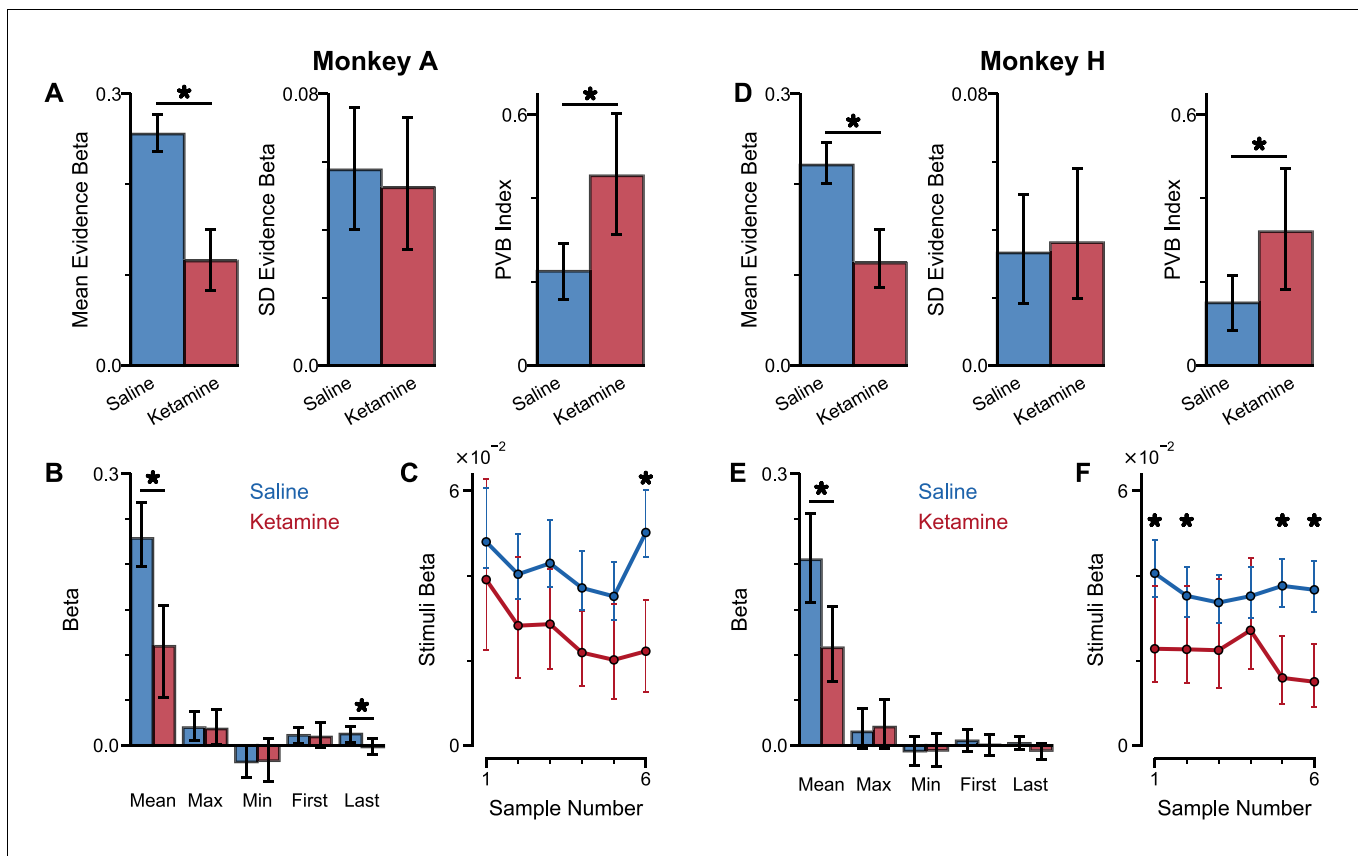 Monkey A
Monkey H
A
0.3
0.0
Mean Evidence Beta
*
Saline
Ketamine
0.08
0.0
SD Evidence Beta
Saline
Ketamine
0.6
0
PVB Index
*
Saline
Ketamine
D
0.3
0.0
Mean Evidence Beta
*
Saline
Ketamine
0.08
0.0
SD Evidence Beta
Saline
Ketamine
0.6
0
PVB Index
*
Saline
Ketamine
B
0.3
0.0
Beta
*
*
Saline
Ketamine
Mean Max Min First Last
C
×10⁻²
6
0
Stimuli Beta
*
1 6
Sample Number
E
0.3
0.0
Beta
*
Saline
Ketamine
Mean Max Min First Last
F
×10⁻²
6
0
Stimuli Beta
* * * *
1 6
Sample Number